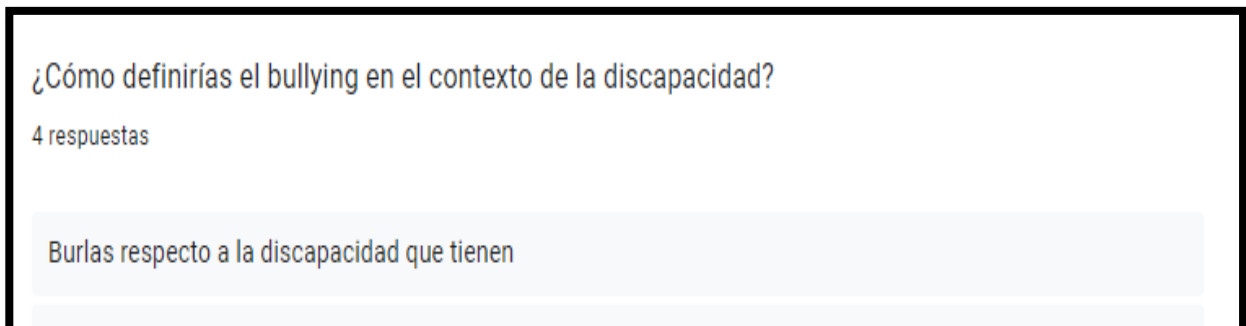 ¿Cómo definirías el bullying en el contexto de la discapacidad?
4 respuestas
Burlas respecto a la discapacidad que tienen